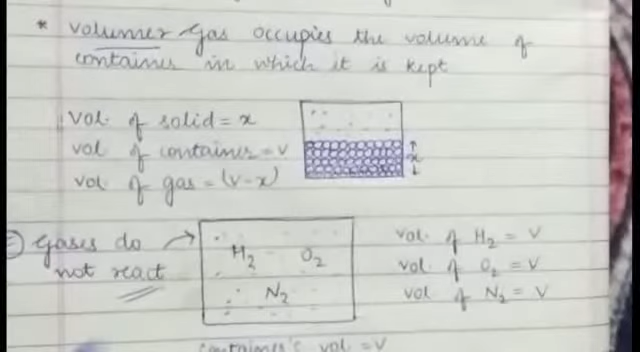 * Volume:- Gas occupies the volume of
container in which it is kept
Vol. of solid = x
vol of container = V
vol of gas = (V-x)
x
Gases do
not react
H2 O2
N2
vol. of H2 = V
vol. of O2 = V
vol of N2 = V
container's vol = V